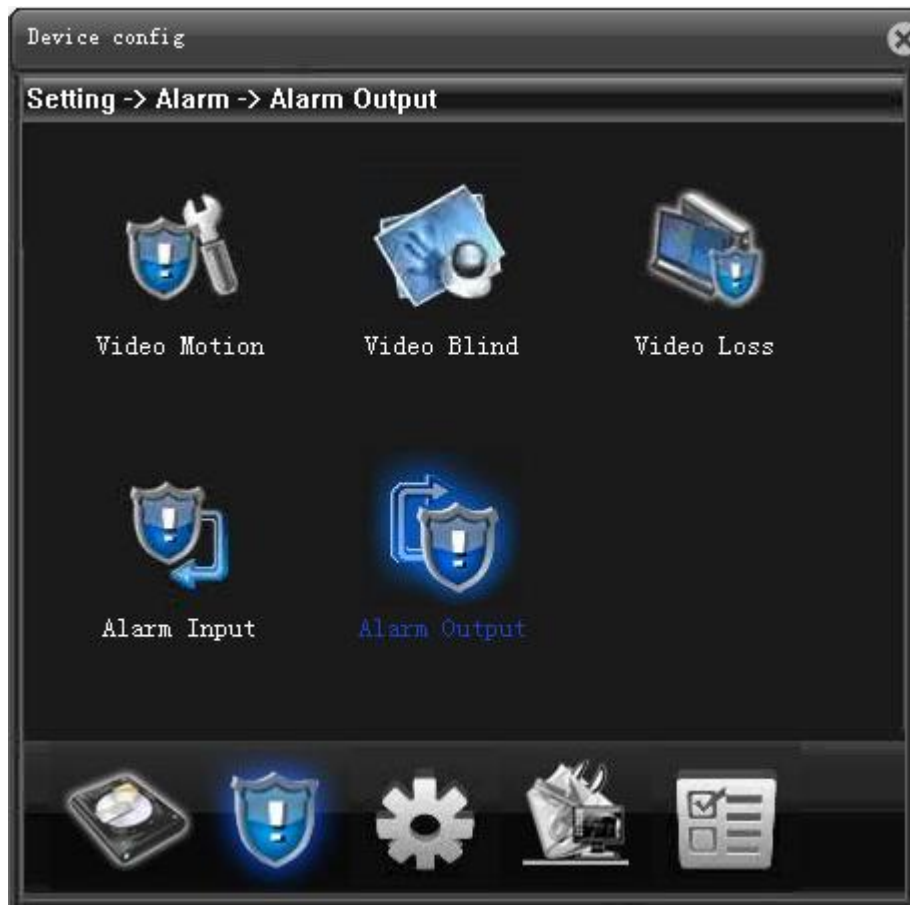 Device config
Setting -> Alarm -> Alarm Output
Video Motion
Video Blind
Video Loss
Alarm Input
Alarm Output